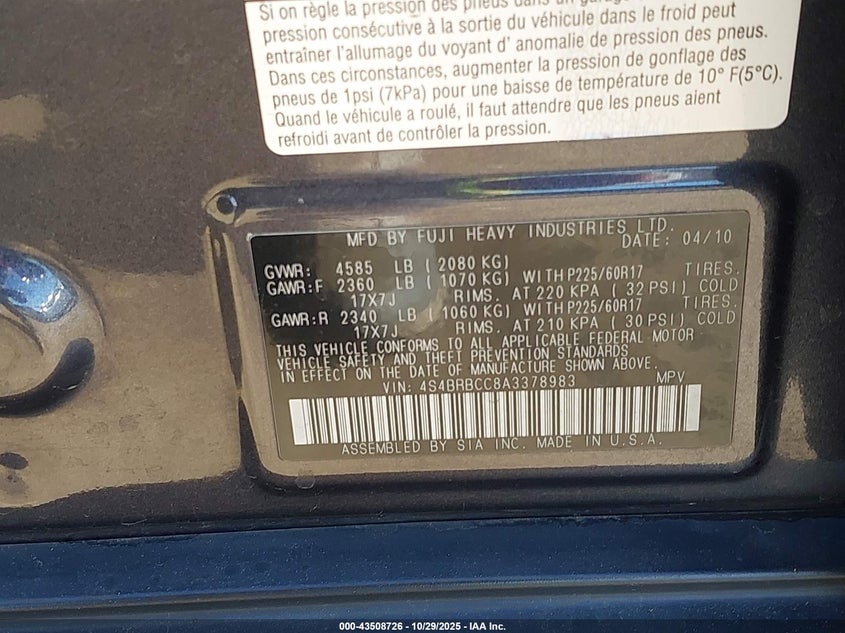 Si on règle la pression des pneus dans un garage
pression consécutive à la sortie du véhicule dans le froid peut
entraîner l'allumage du voyant d' anomalie de pression des pneus.
Dans ces circonstances, augmenter la pression de gonflage des
pneus de 1psi (7kPa) pour une baisse de température de 10° F(5°C).
Quand le véhicule a roulé, il faut attendre que les pneus aient
refroidi avant de contrôler la pression.
MFD BY FUJI HEAVY INDUSTRIES LTD.
DATE: 04/10
GVWR: 4585 LB ( 2080 KG)
GAWR:F 2360 LB ( 1070 KG) WITH P225/60R17 TIRES.
17X7J RIMS. AT 220 KPA ( 32 PSI) COLD
GAWR:R 2340 LB ( 1060 KG) WITH P225/60R17 TIRES.
17X7J RIMS. AT 210 KPA ( 30 PSI) COLD
THIS VEHICLE CONFORMS TO ALL APPLICABLE FEDERAL MOTOR
VEHICLE SAFETY AND THEFT PREVENTION STANDARDS
IN EFFECT ON THE DATE OF MANUFACTURE SHOWN ABOVE.
VIN: 4S4BRBCC8A3378983 MPV
ASSEMBLED BY SIA INC. MADE IN U.S.A.
000-43508726 - 10/29/2025 - IAA Inc.